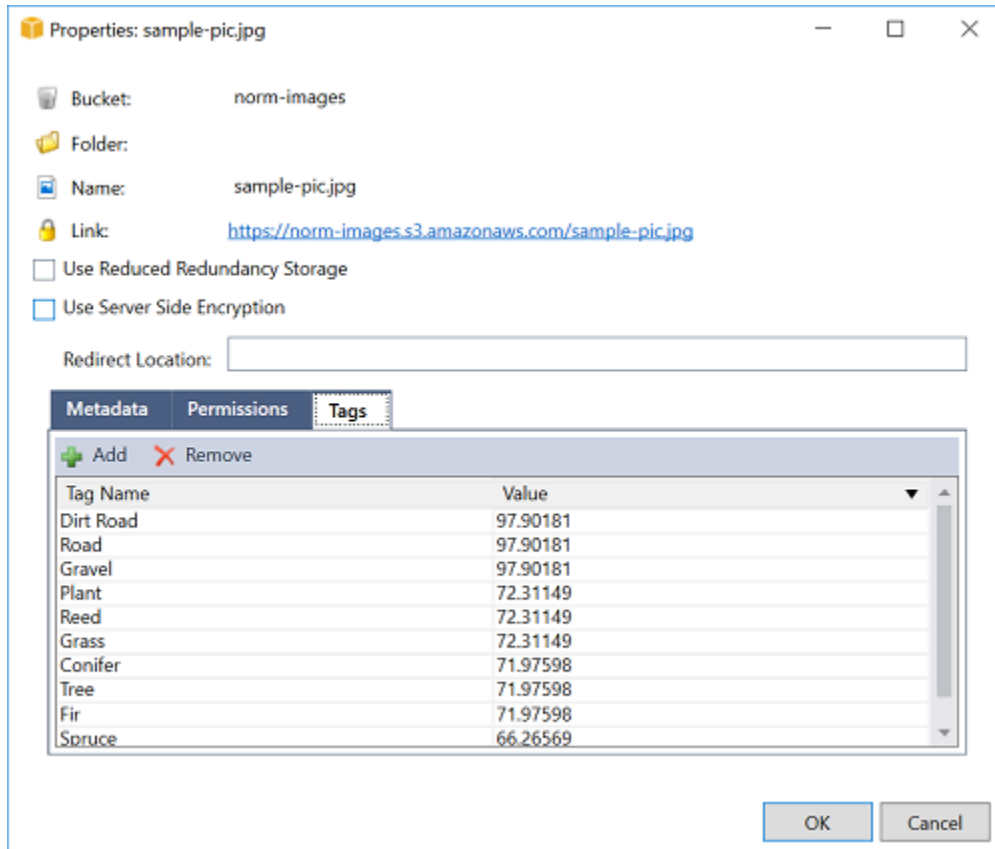 Properties: sample-pic.jpg
Bucket: norm-images
Folder:
Name: sample-pic.jpg
Link: https://norm-images.s3.amazonaws.com/sample-pic.jpg
Use Reduced Redundancy Storage
Use Server Side Encryption
Redirect Location:
Metadata Permissions Tags
Add Remove
Tag Name Value
Dirt Road 97.90181
Road 97.90181
Gravel 97.90181
Plant 72.31149
Reed 72.31149
Grass 72.31149
Conifer 71.97598
Tree 71.97598
Fir 71.97598
Spruce 66.26569
OK Cancel